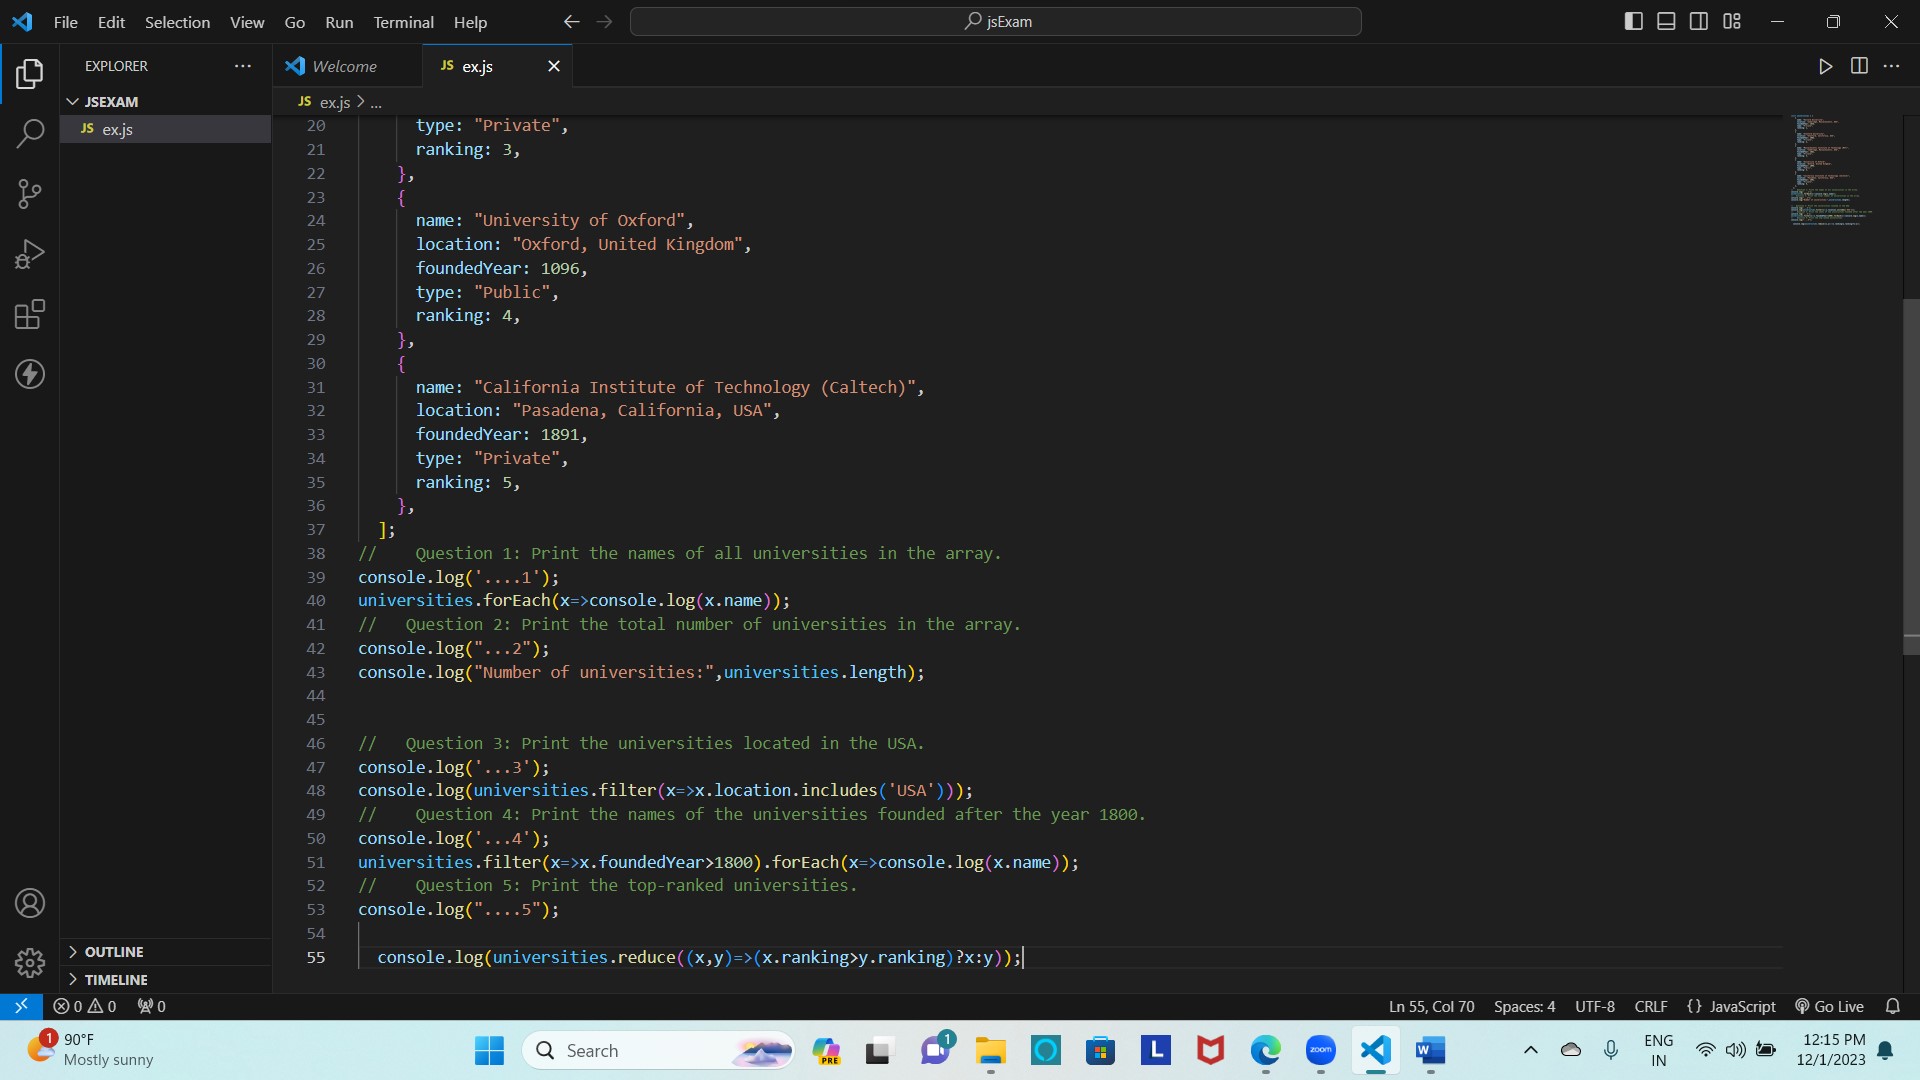 File Edit Selection View Go Run Terminal Help
jsExam
EXPLORER
JSEXAM
JS ex.js
OUTLINE
TIMELINE
Welcome
JS ex.js
JS ex.js > ...
20 type: "Private",
21 ranking: 3,
22 },
23 {
24 name: "University of Oxford",
25 location: "Oxford, United Kingdom",
26 foundedYear: 1096,
27 type: "Public",
28 ranking: 4,
29 },
30 {
31 name: "California Institute of Technology (Caltech)",
32 location: "Pasadena, California, USA",
33 foundedYear: 1891,
34 type: "Private",
35 ranking: 5,
36 },
37 ];
38 //    Question 1: Print the names of all universities in the array.
39 console.log('....1');
40 universities.forEach(x=>console.log(x.name));
41 //   Question 2: Print the total number of universities in the array.
42 console.log("...2");
43 console.log("Number of universities:",universities.length);
44
45
46 //   Question 3: Print the universities located in the USA.
47 console.log('...3');
48 console.log(universities.filter(x=>x.location.includes('USA')));
49 //    Question 4: Print the names of the universities founded after the year 1800.
50 console.log('...4');
51 universities.filter(x=>x.foundedYear>1800).forEach(x=>console.log(x.name));
52 //    Question 5: Print the top-ranked universities.
53 console.log("....5");
54
55 console.log(universities.reduce((x,y)=>(x.ranking>y.ranking)?x:y));
0 0 0
Ln 55, Col 70 Spaces: 4 UTF-8 CRLF {} JavaScript Go Live
1
90°F
Mostly sunny
Search
PRE
1
L
zoom
W
ENG
IN
12:15 PM
12/1/2023